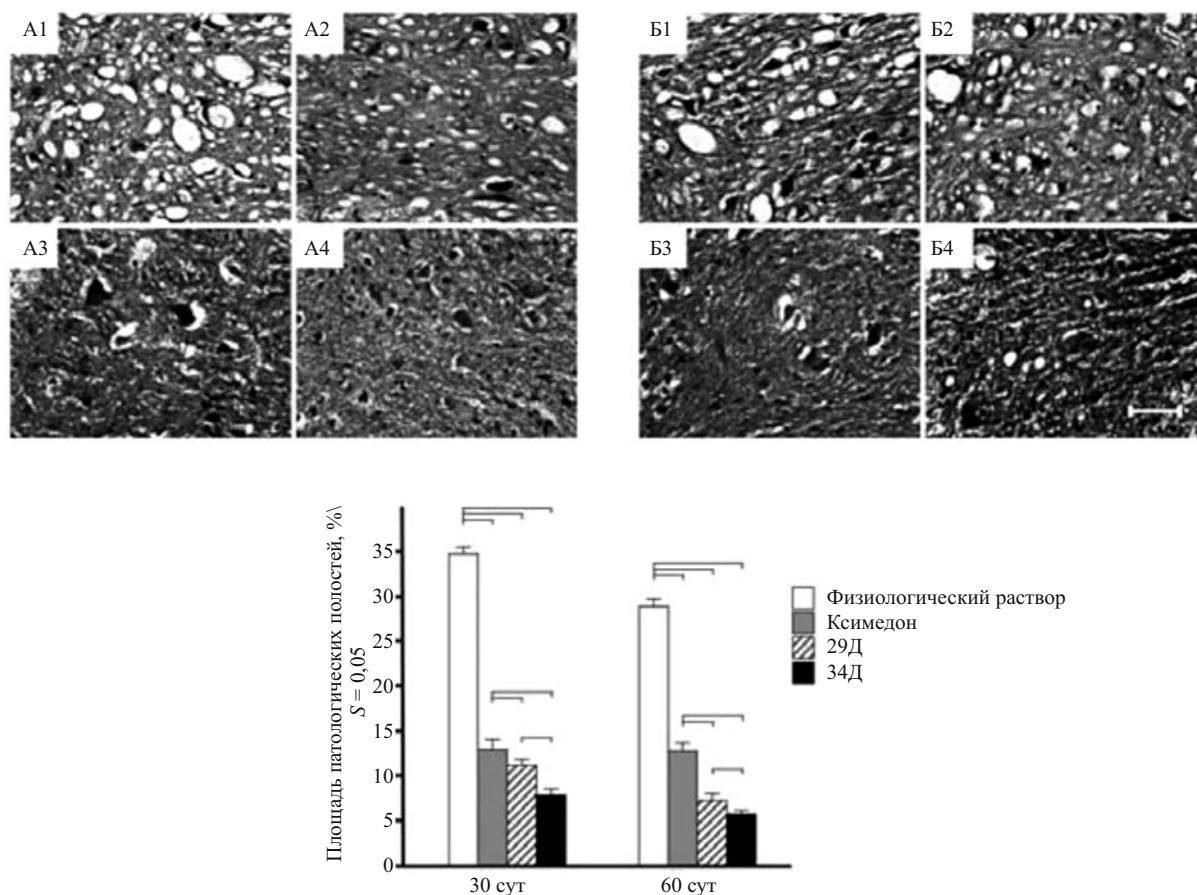 А1
А2
Б1
Б2
А3
А4
Б3
Б4
Площадь патологических полостей, %\
S = 0,05
35
30
25
20
15
10
5
0
30 сут
60 сут
Физиологический раствор
Ксимедон
29Д
34Д